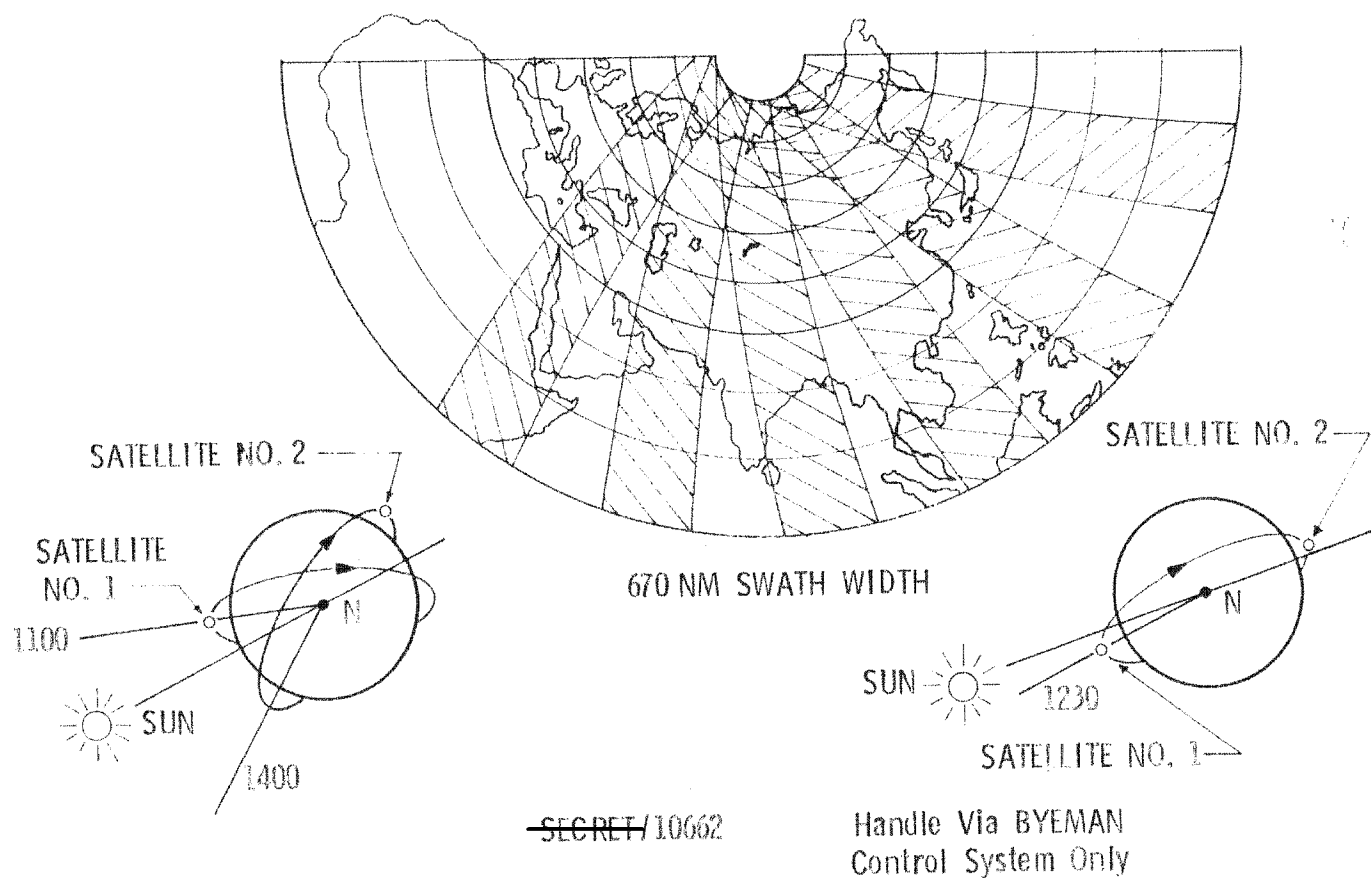 SATELLITE NO. 2
SATELLITE
NO. 1
1100
N
SUN
1400
670 NM SWATH WIDTH
SATELLITE NO. 2
N
SUN
1230
SATELLITE NO. 1
SECRET/10662
Handle Via BYEMAN
Control System Only